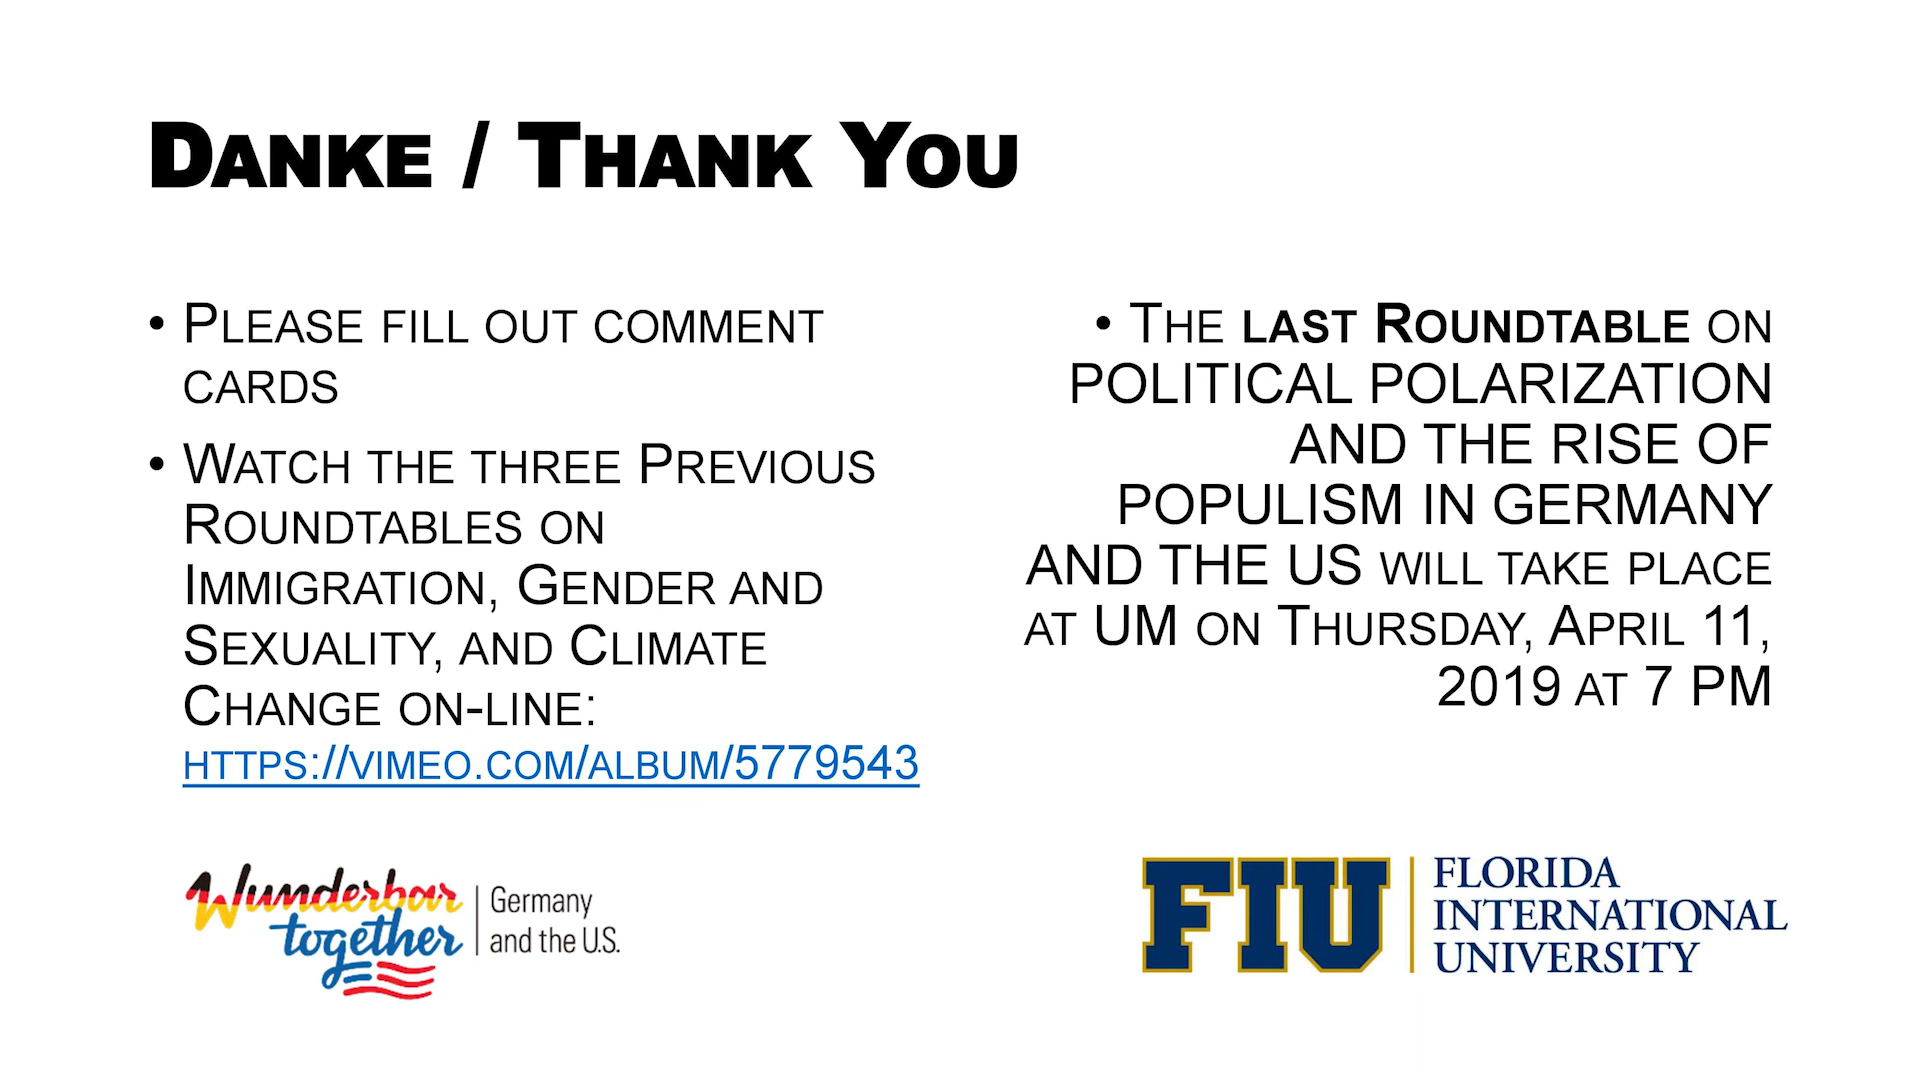 Danke / Thank You
• Please fill out comment
cards
• Watch the three Previous
Roundtables on
Immigration, Gender and
Sexuality, and Climate
Change on-line:
https://vimeo.com/album/5779543
• The last Roundtable on
POLITICAL POLARIZATION
AND THE RISE OF
POPULISM IN GERMANY
AND THE US will take place
at UM on Thursday, April 11,
2019 at 7 PM
Wunderbar
together
Germany
and the U.S.
FIU
FLORIDA
INTERNATIONAL
UNIVERSITY